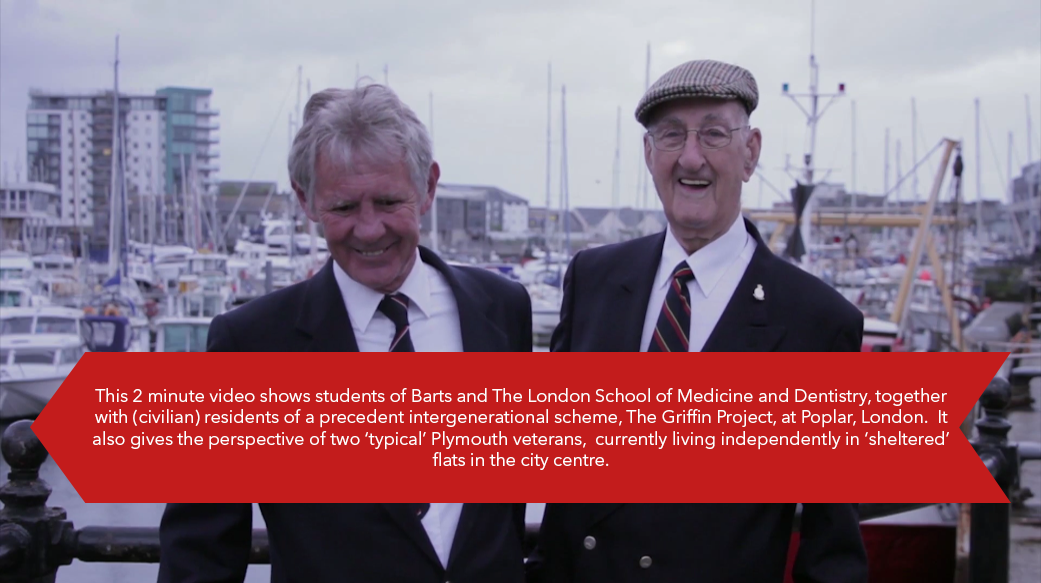 This 2 minute video shows students of Barts and The London School of Medicine and Dentistry, together
with (civilian) residents of a precedent intergenerational scheme, The Griffin Project, at Poplar, London.  It
also gives the perspective of two ‘typical’ Plymouth veterans,  currently living independently in ‘sheltered’
flats in the city centre.